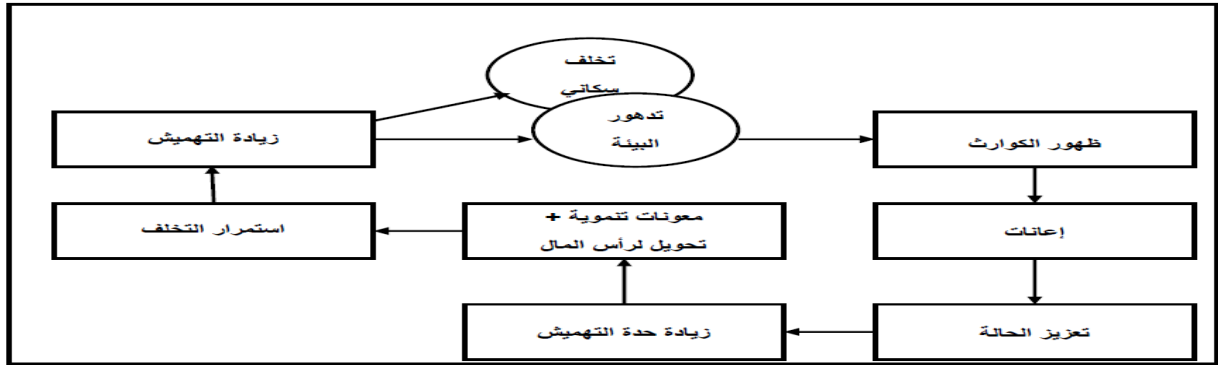 تخلف
سكاني
تدهور
البيئة
زيادة التهميش
ظهور الكوارث
معونات تنموية +
تحويل لرأس المال
استمرار التخلف
إعانات
زيادة حدة التهميش
تعزيز الحالة